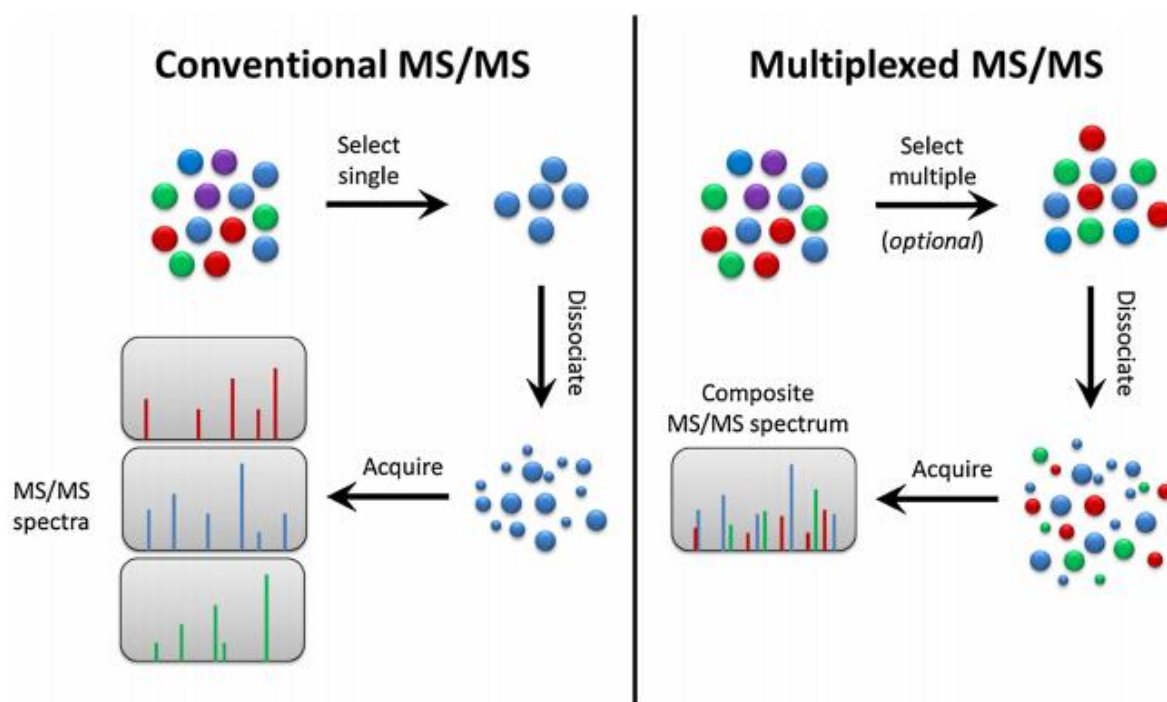 Conventional MS/MS
Select
single
Dissociate
Acquire
MS/MS
spectra
Multiplexed MS/MS
Select
multiple
(optional)
Dissociate
Composite
MS/MS spectrum
Acquire